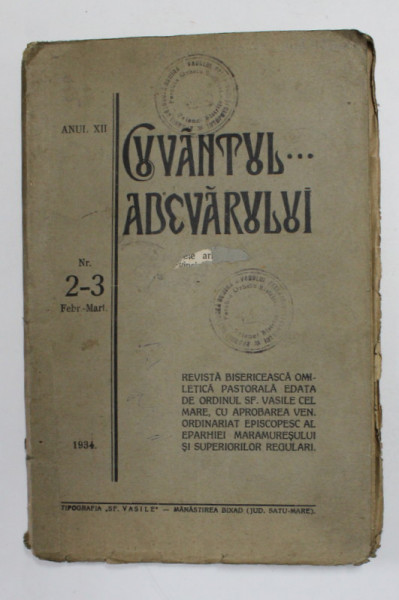 ANUL XII
CUVÂNTUL...
ADEVĂRULUI
Nr.
2-3
Febr.-Mart.
REVISTĂ BISERICEASCĂ OMI-
LETICĂ PASTORALĂ EDATA
DE ORDINUL SF. VASILE CEL
MARE, CU APROBAREA VEN.
ORDINARIAT EPISCOPESC AL
EPARHIEI MARAMUREȘULUI
ȘI SUPERIORILOR REGULARI.
1934.
TIPOGRAFIA „SF. VASILE" — MÂNĂSTIREA BIXAD (JUD. SATU-MARE).